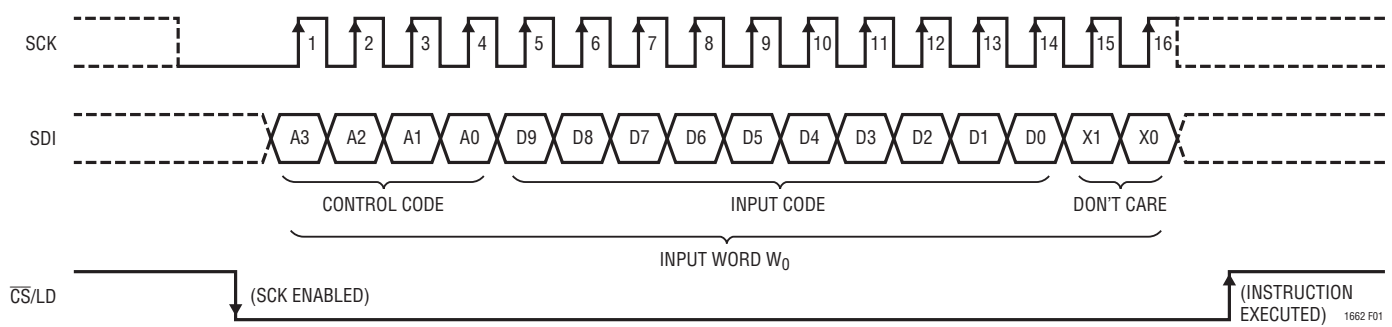 SCK 1 2 3 4 5 6 7 8 9 10 11 12 13 14 15 16
SDI A3 A2 A1 A0 D9 D8 D7 D6 D5 D4 D3 D2 D1 D0 X1 X0
CONTROL CODE INPUT CODE DON'T CARE
INPUT WORD W0
CS/LD (SCK ENABLED) (INSTRUCTION
EXECUTED) 1662 F01